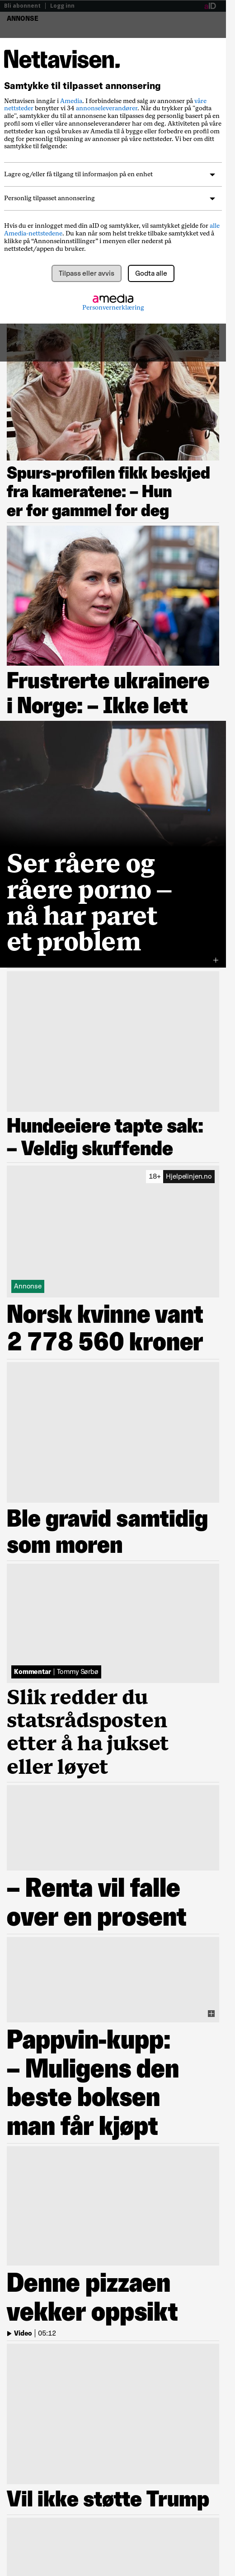 Bli abonnent | Logg inn
aID
ANNONSE
Nettavisen.
Samtykke til tilpasset annonsering
Nettavisen inngår i Amedia. I forbindelse med salg av annonser på våre
nettsteder benytter vi 34 annonseleverandører. Når du trykker på "godta
alle", samtykker du til at annonsene kan tilpasses deg personlig basert på en
profil som vi eller våre annonseleverandører har om deg. Bruken av våre
nettsteder kan også brukes av Amedia til å bygge eller forbedre en profil om
deg for personlig tilpasning av annonser på våre nettsteder. Vi ber om ditt
samtykke til følgende:
Lagre og/eller få tilgang til informasjon på en enhet
Personlig tilpasset annonsering
Hvis du er innlogget med din aID og samtykker, vil samtykket gjelde for alle
Amedia-nettstedene. Du kan når som helst trekke tilbake samtykket ved å
klikke på “Annonseinnstillinger” i menyen eller nederst på
nettstedet/appen du bruker.
Tilpass eller avvis
Godta alle
amedia
Personvernerklæring
Spurs-profilen fikk beskjed
fra kameratene: – Hun
er for gammel for deg
Frustrerte ukrainere
i Norge: – Ikke lett
Ser råere og
råere porno –
nå har paret
et problem
Hundeeiere tapte sak:
– Veldig skuffende
18+ Hjelpelinjen.no
Annonse
Norsk kvinne vant
2 778 560 kroner
Ble gravid samtidig
som moren
Kommentar | Tommy Sørbø
Slik redder du
statsrådsposten
etter å ha jukset
eller løyet
– Renta vil falle
over en prosent
Pappvin-kupp:
– Muligens den
beste boksen
man får kjøpt
Denne pizzaen
vekker oppsikt
Video | 05:12
Vil ikke støtte Trump